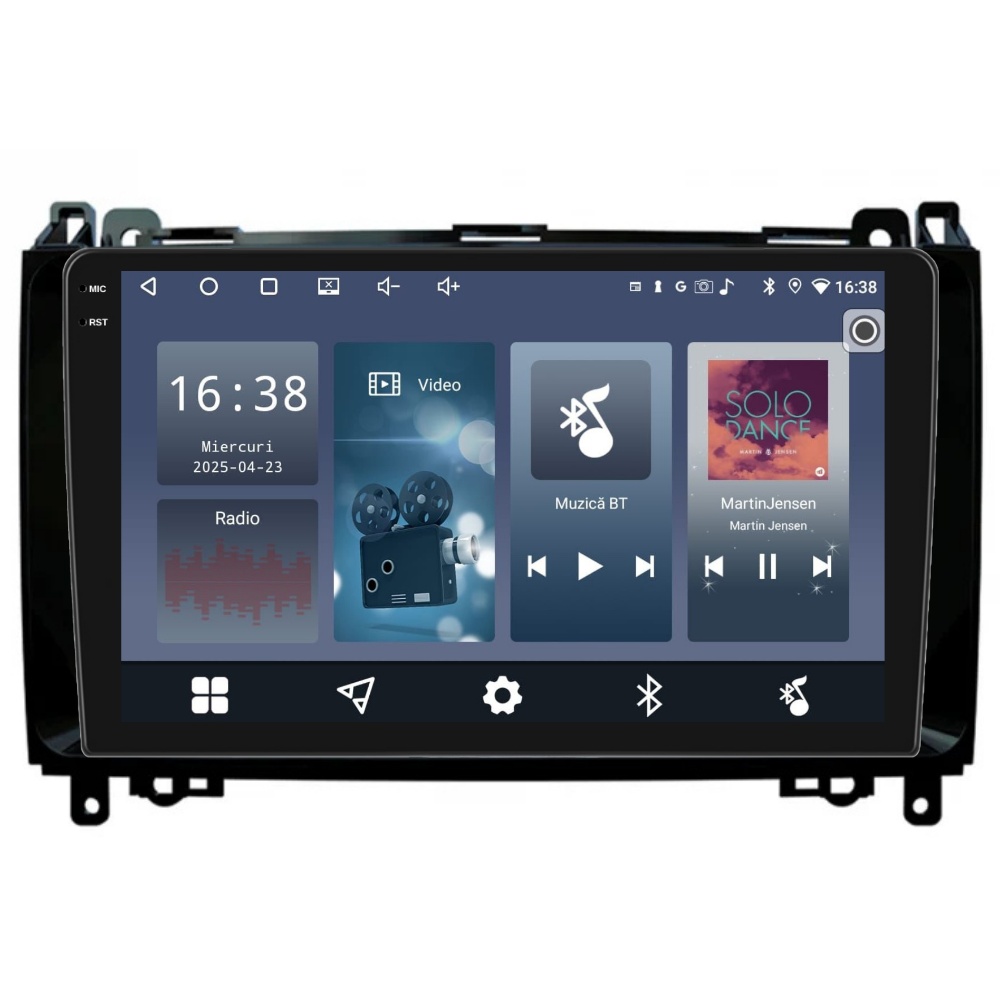 MIC
RST
16:38
16:38
Miercuri
2025-04-23
Radio
Video
Muzică BT
SOLO
DANCE
MARTIN JENSEN
MartinJensen
Martin Jensen